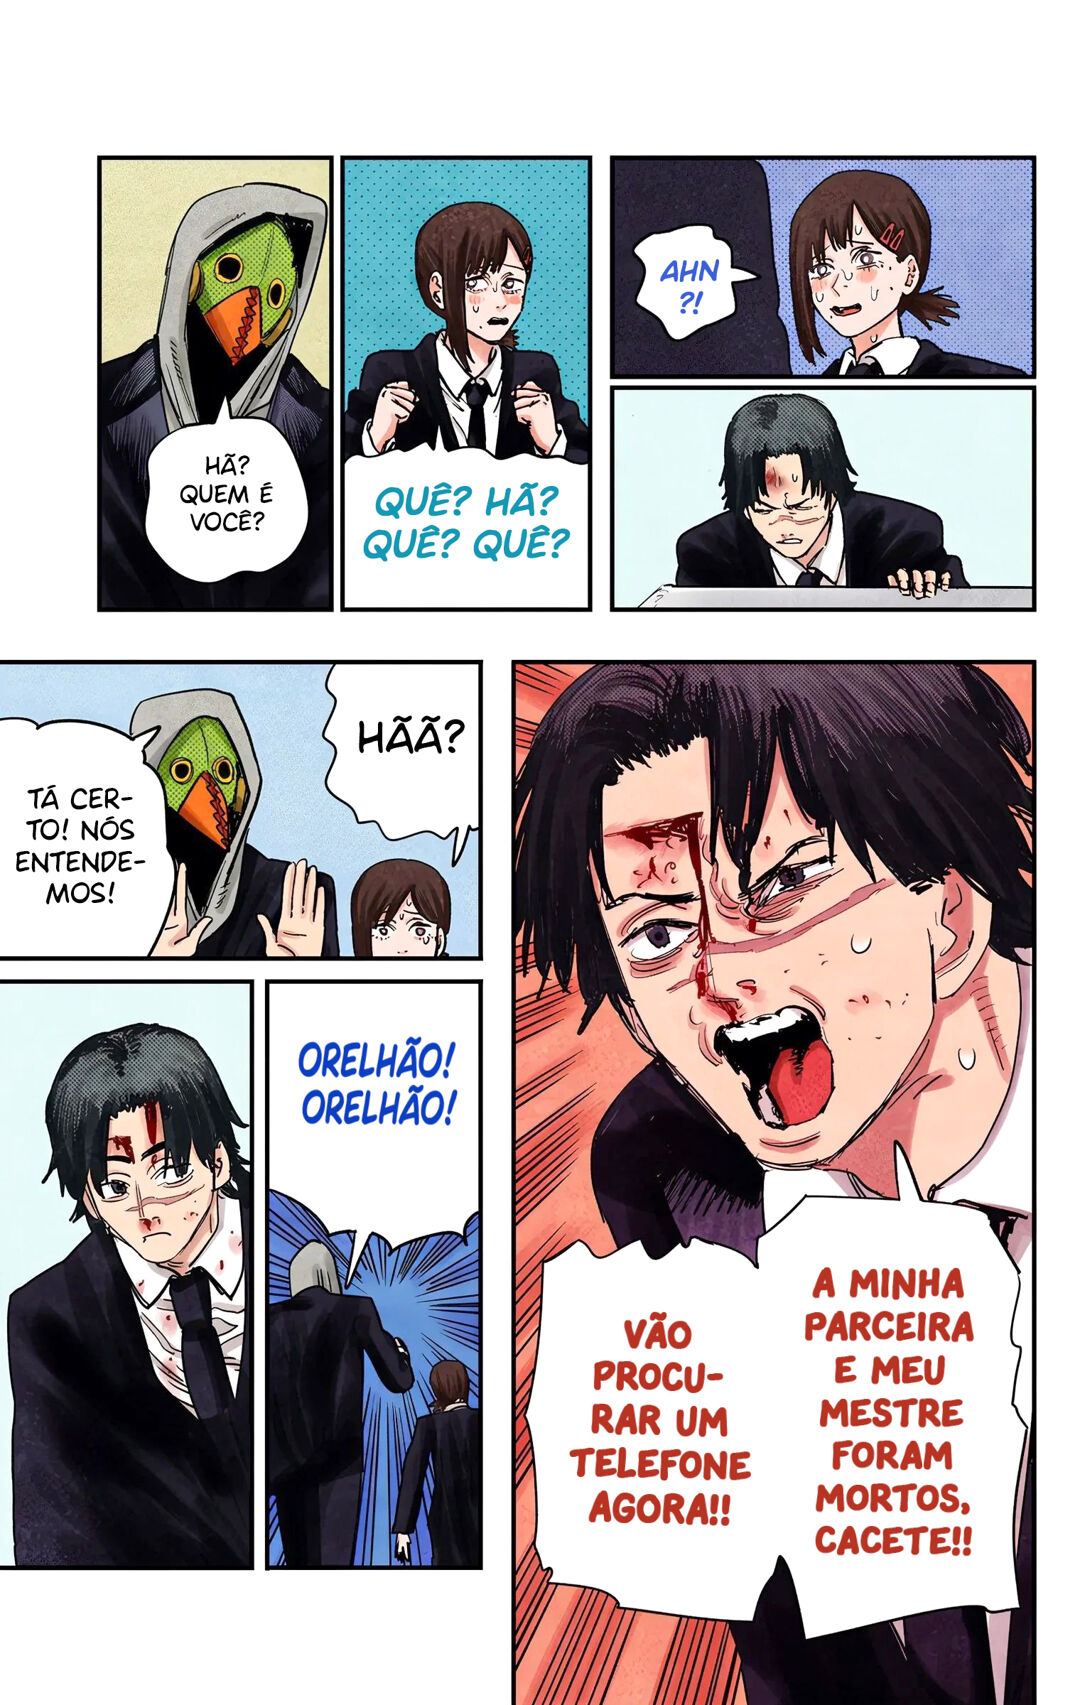 AHN
?!
QUÊ? HÃ?
QUÊ? QUÊ?
HÃ?
QUEM É
VOCÊ?
A MINHA
PARCEIRA
E MEU
MESTRE
FORAM
MORTOS,
CACETE!!
VÃO
PROCU-
RAR UM
TELEFONE
AGORA!!
HÃÃ?
TÁ CER-
TO! NÓS
ENTENDE-
MOS!
ORELHÃO!
ORELHÃO!